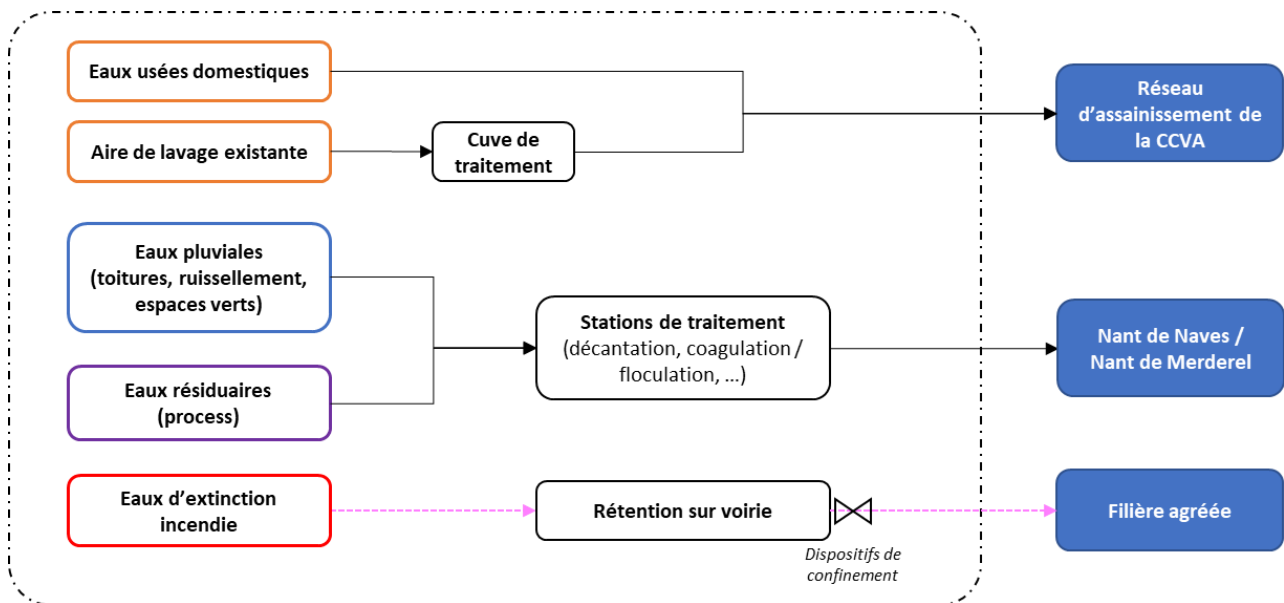 Eaux usées domestiques
Réseau
d'assainissement de
la CCVA
Aire de lavage existante
Cuve de
traitement
Eaux pluviales
(toitures, ruissellement,
espaces verts)
Stations de traitement
(décantation, coagulation /
floculation, ...)
Nant de Naves /
Nant de Merderel
Eaux résiduaires
(process)
Eaux d'extinction
incendie
Rétention sur voirie
Filière agréée
Dispositifs de
confinement